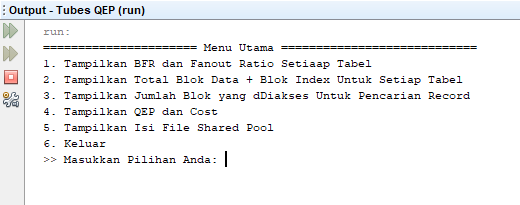 Output - Tubes QEP (run)
run:
====================== Menu Utama ============================
1. Tampilkan BFR dan Fanout Ratio Setiaap Tabel
2. Tampilkan Total Blok Data + Blok Index Untuk Setiap Tabel
3. Tampilkan Jumlah Blok yang dDiakses Untuk Pencarian Record
4. Tampilkan QEP dan Cost
5. Tampilkan Isi File Shared Pool
6. Keluar
>> Masukkan Pilihan Anda: